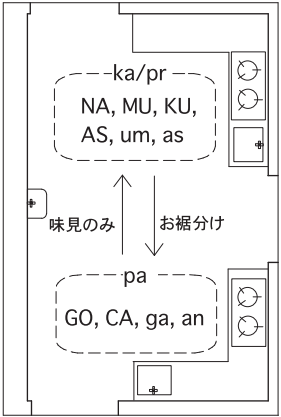 ka/pr
NA, MU, KU,
AS, um, as
味見のみ
お裾分け
pa
GO, CA, ga, an